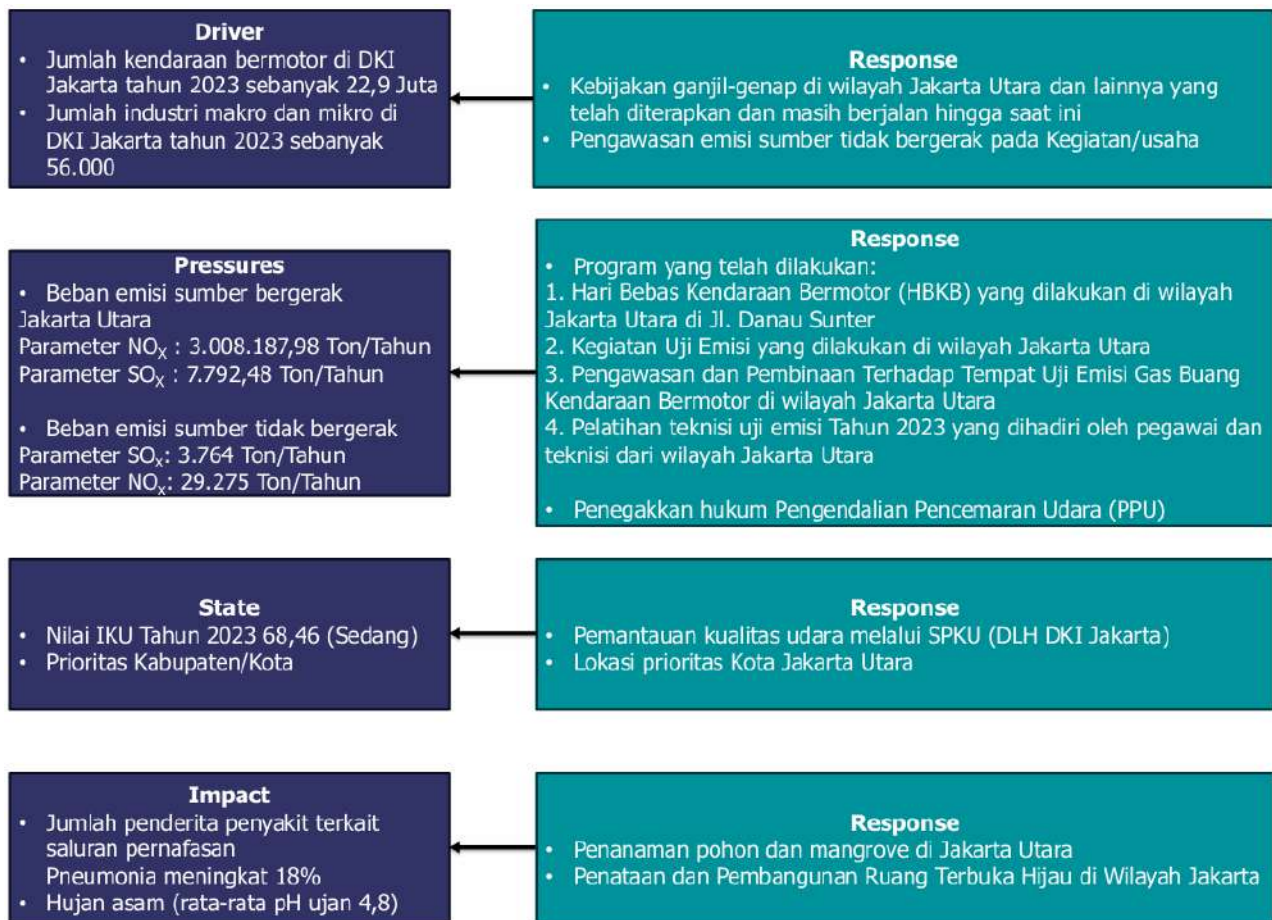 Driver
• Jumlah kendaraan bermotor di DKI
Jakarta tahun 2023 sebanyak 22,9 Juta
• Jumlah industri makro dan mikro di
DKI Jakarta tahun 2023 sebanyak
56.000
Response
• Kebijakan ganjil-genap di wilayah Jakarta Utara dan lainnya yang
telah diterapkan dan masih berjalan hingga saat ini
• Pengawasan emisi sumber tidak bergerak pada Kegiatan/usaha
Pressures
• Beban emisi sumber bergerak
Jakarta Utara
Parameter NOₓ : 3.008.187,98 Ton/Tahun
Parameter SOₓ : 7.792,48 Ton/Tahun
• Beban emisi sumber tidak bergerak
Parameter SOₓ: 3.764 Ton/Tahun
Parameter NOₓ: 29.275 Ton/Tahun
Response
• Program yang telah dilakukan:
1. Hari Bebas Kendaraan Bermotor (HBKB) yang dilakukan di wilayah
Jakarta Utara di Jl. Danau Sunter
2. Kegiatan Uji Emisi yang dilakukan di wilayah Jakarta Utara
3. Pengawasan dan Pembinaan Terhadap Tempat Uji Emisi Gas Buang
Kendaraan Bermotor di wilayah Jakarta Utara
4. Pelatihan teknisi uji emisi Tahun 2023 yang dihadiri oleh pegawai dan
teknisi dari wilayah Jakarta Utara
• Penegakkan hukum Pengendalian Pencemaran Udara (PPU)
State
• Nilai IKU Tahun 2023 68,46 (Sedang)
• Prioritas Kabupaten/Kota
Response
• Pemantauan kualitas udara melalui SPKU (DLH DKI Jakarta)
• Lokasi prioritas Kota Jakarta Utara
Impact
• Jumlah penderita penyakit terkait
saluran pernafasan
Pneumonia meningkat 18%
• Hujan asam (rata-rata pH ujan 4,8)
Response
• Penanaman pohon dan mangrove di Jakarta Utara
• Penataan dan Pembangunan Ruang Terbuka Hijau di Wilayah Jakarta